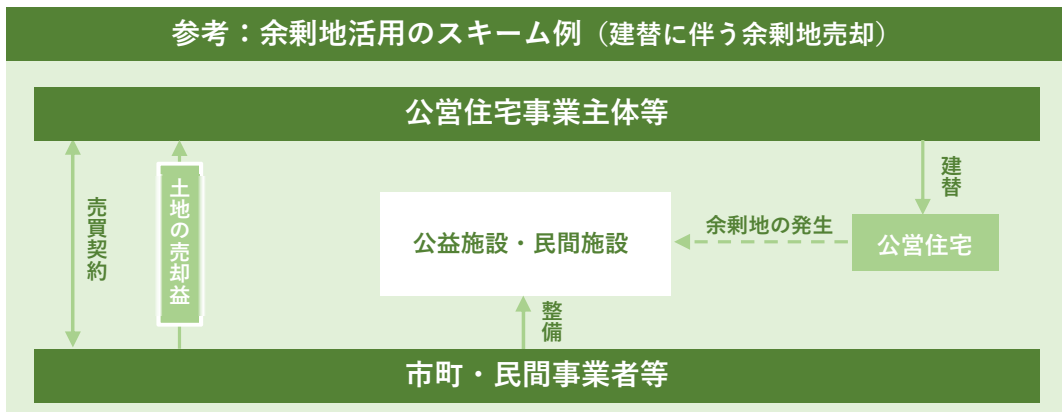 参考：余剰地活用のスキーム例（建替に伴う余剰地売却）
公営住宅事業主体等
売買契約
土地の売却益
建替
余剰地の発生
公営住宅
公益施設・民間施設
整備
市町・民間事業者等